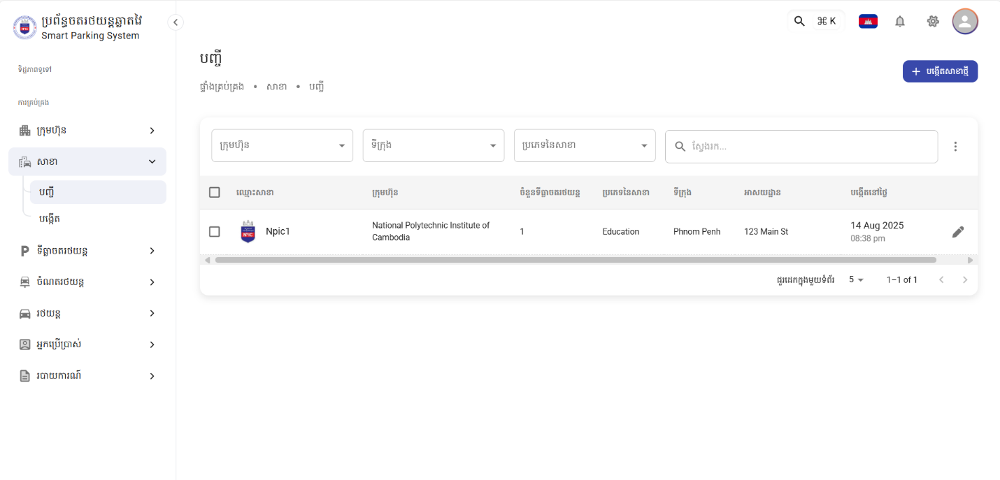 ប្រព័ន្ធចតរថយន្តឆ្លាតវៃ
Smart Parking System
⌘ K
ទិដ្ឋភាពទូទៅ
ការគ្រប់គ្រង
ក្រុមហ៊ុន
សាខា
បញ្ជី
បង្កើត
ទីធ្លាចតរថយន្ត
ចំណតរថយន្ត
រថយន្ត
អ្នកប្រើប្រាស់
របាយការណ៍
បញ្ជី
ផ្ទាំងគ្រប់គ្រង • សាខា • បញ្ជី
+ បង្កើតសាខាថ្មី
ក្រុមហ៊ុន ទីក្រុង ប្រភេទនៃសាខា ស្វែងរក...
ឈ្មោះសាខា ក្រុមហ៊ុន ចំនួនទីធ្លាចតរថយន្ត ប្រភេទនៃសាខា ទីក្រុង អាសយដ្ឋាន បង្កើតនៅថ្ងៃ
NPIC Npic1 National Polytechnic Institute of Cambodia 1 Education Phnom Penh 123 Main St 14 Aug 2025 08:38 pm
ជួរដេកក្នុងមួយទំព័រ 5 1–1 of 1